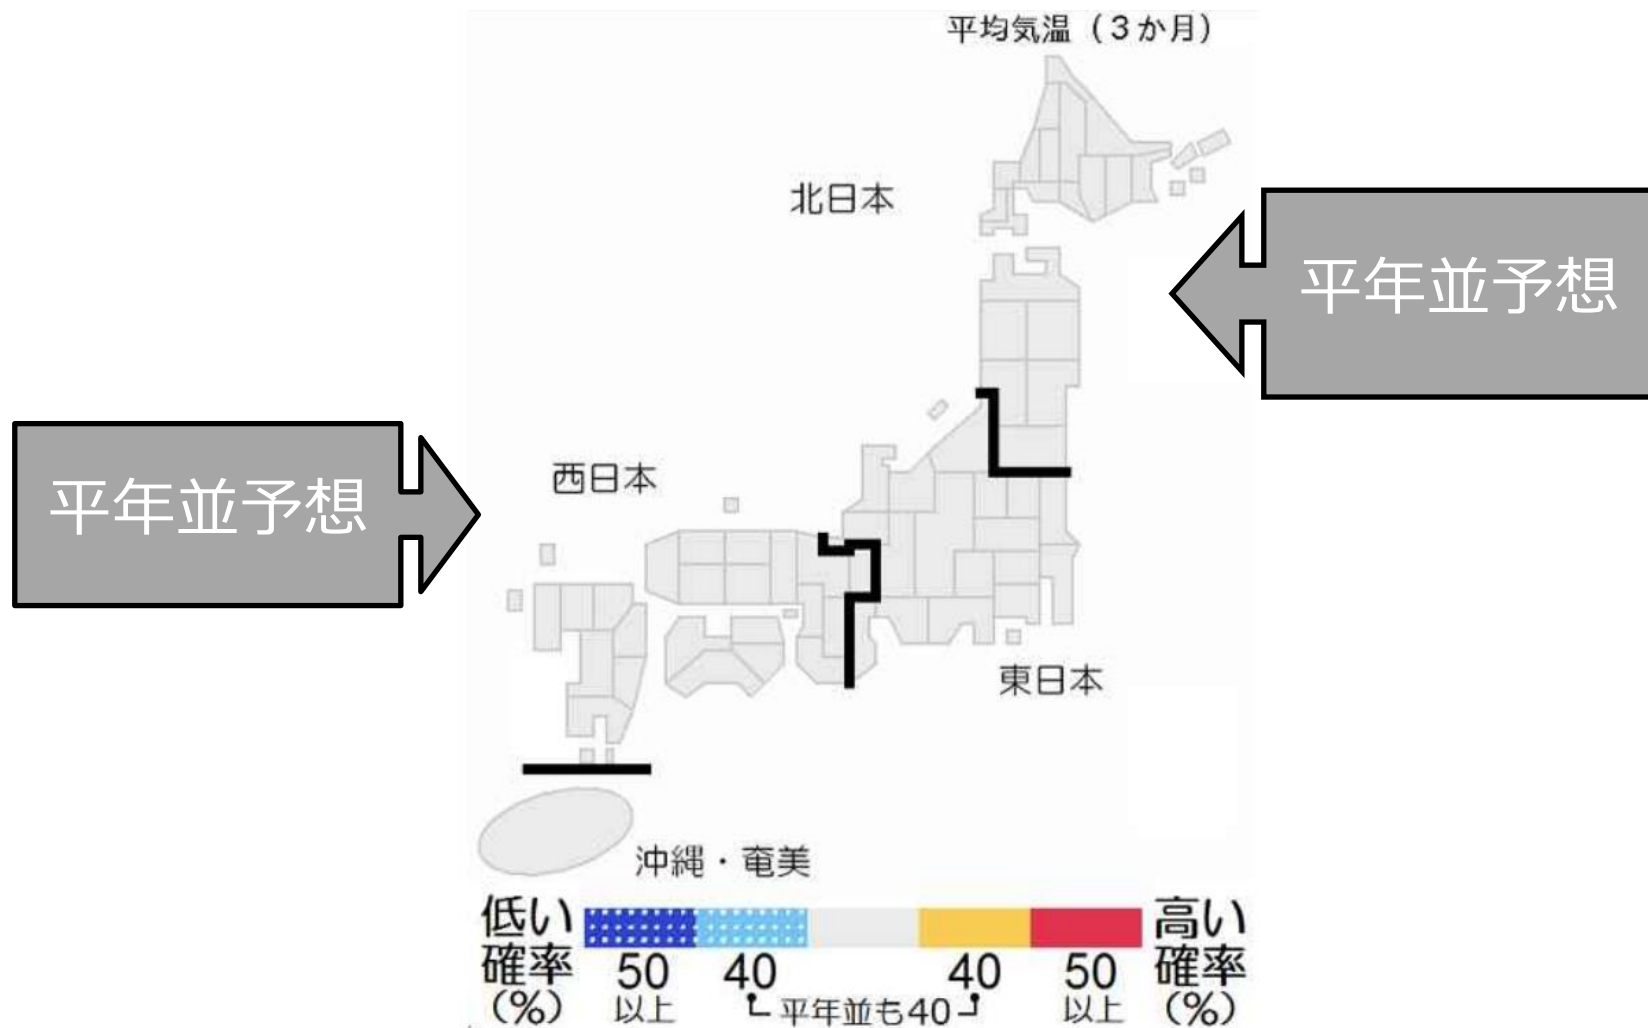 平均気温（３か月）
北日本
平年並予想
西日本
平年並予想
東日本
沖縄・奄美
低い
確率
(%)
50
以上
40
平年並も40
40
50
以上
高い
確率
(%)